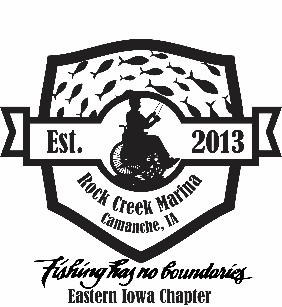 Est. 2013
Rock Creek Marina
Camanche, IA
Fishing has no boundaries
Eastern Iowa Chapter